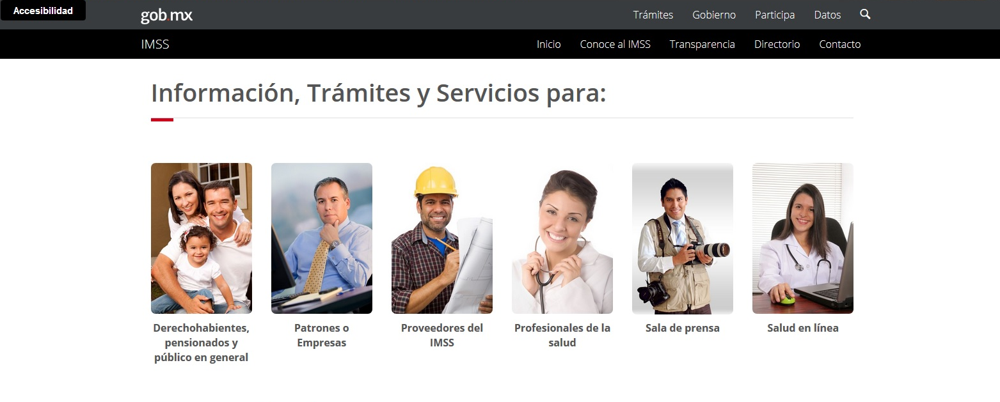 Accesibilidad
gob.mx
Trámites Gobierno Participa Datos
IMSS
Inicio Conoce al IMSS Transparencia Directorio Contacto
Información, Trámites y Servicios para:
Derechohabientes,
pensionados y
público en general
Patrones o
Empresas
Proveedores del
IMSS
Profesionales de la
salud
Sala de prensa
Salud en línea